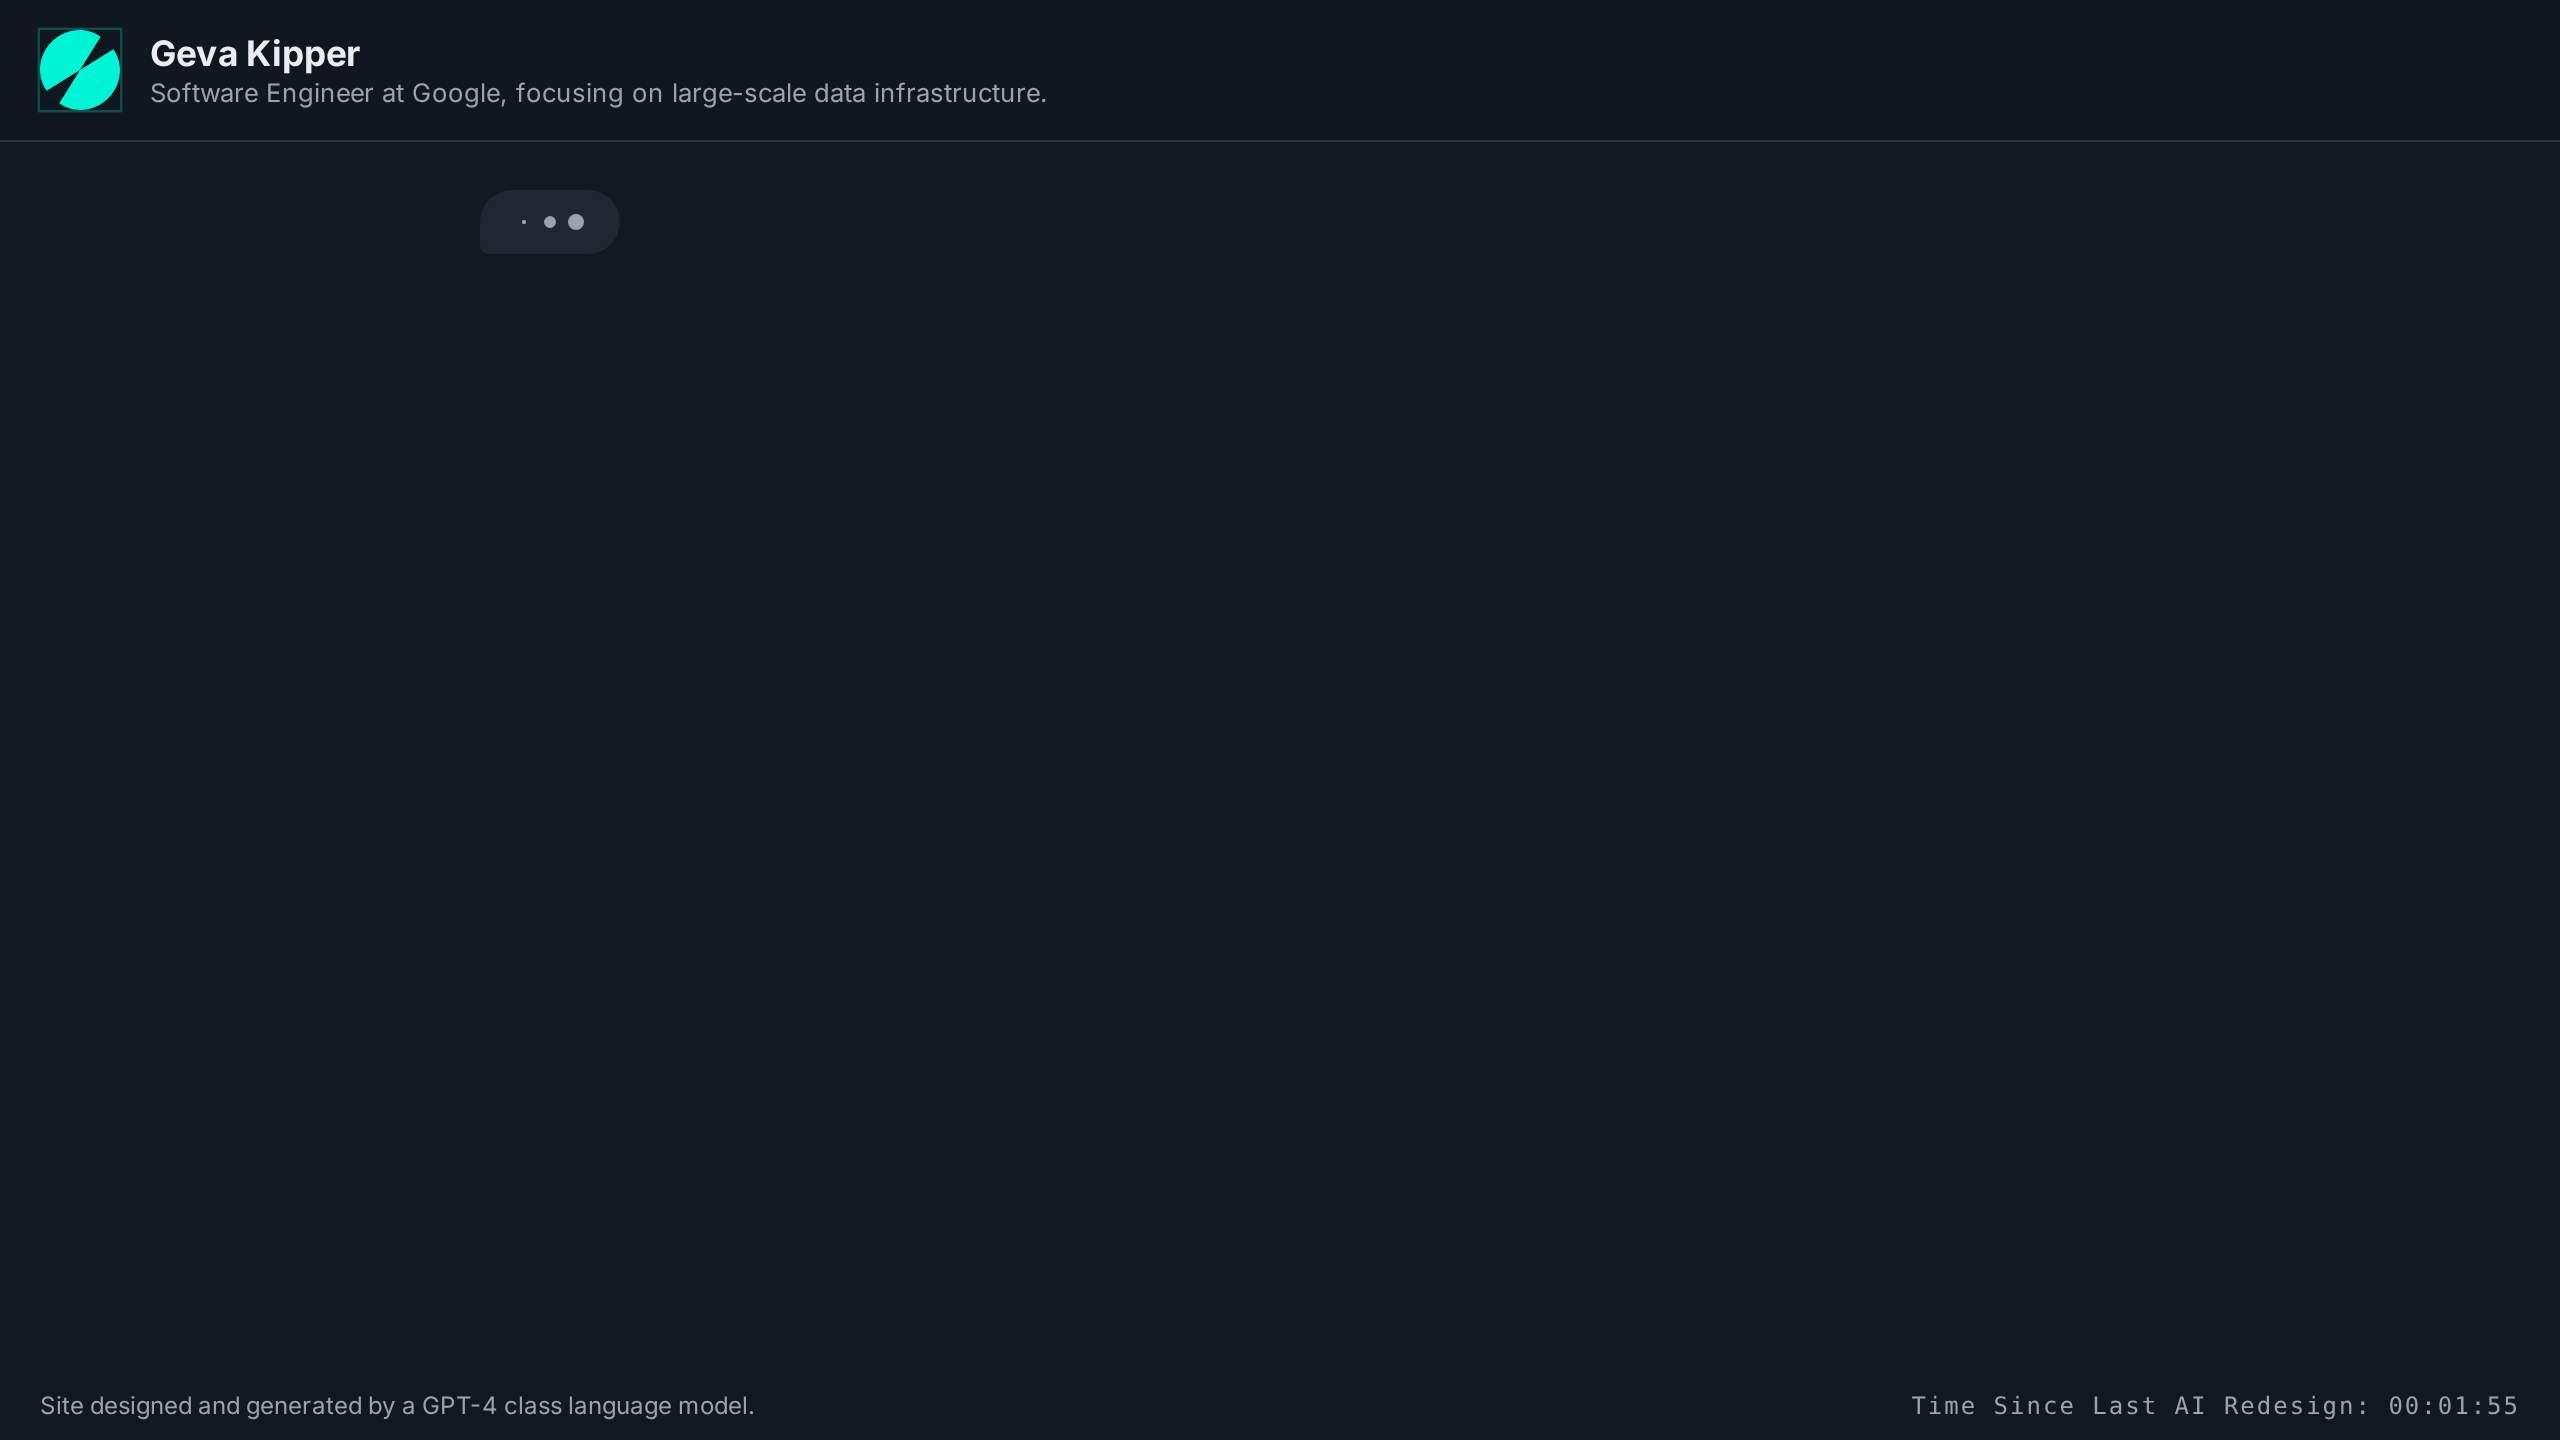 Geva Kipper
Software Engineer at Google, focusing on large-scale data infrastructure.
Site designed and generated by a GPT-4 class language model.
Time Since Last AI Redesign: 00:01:55